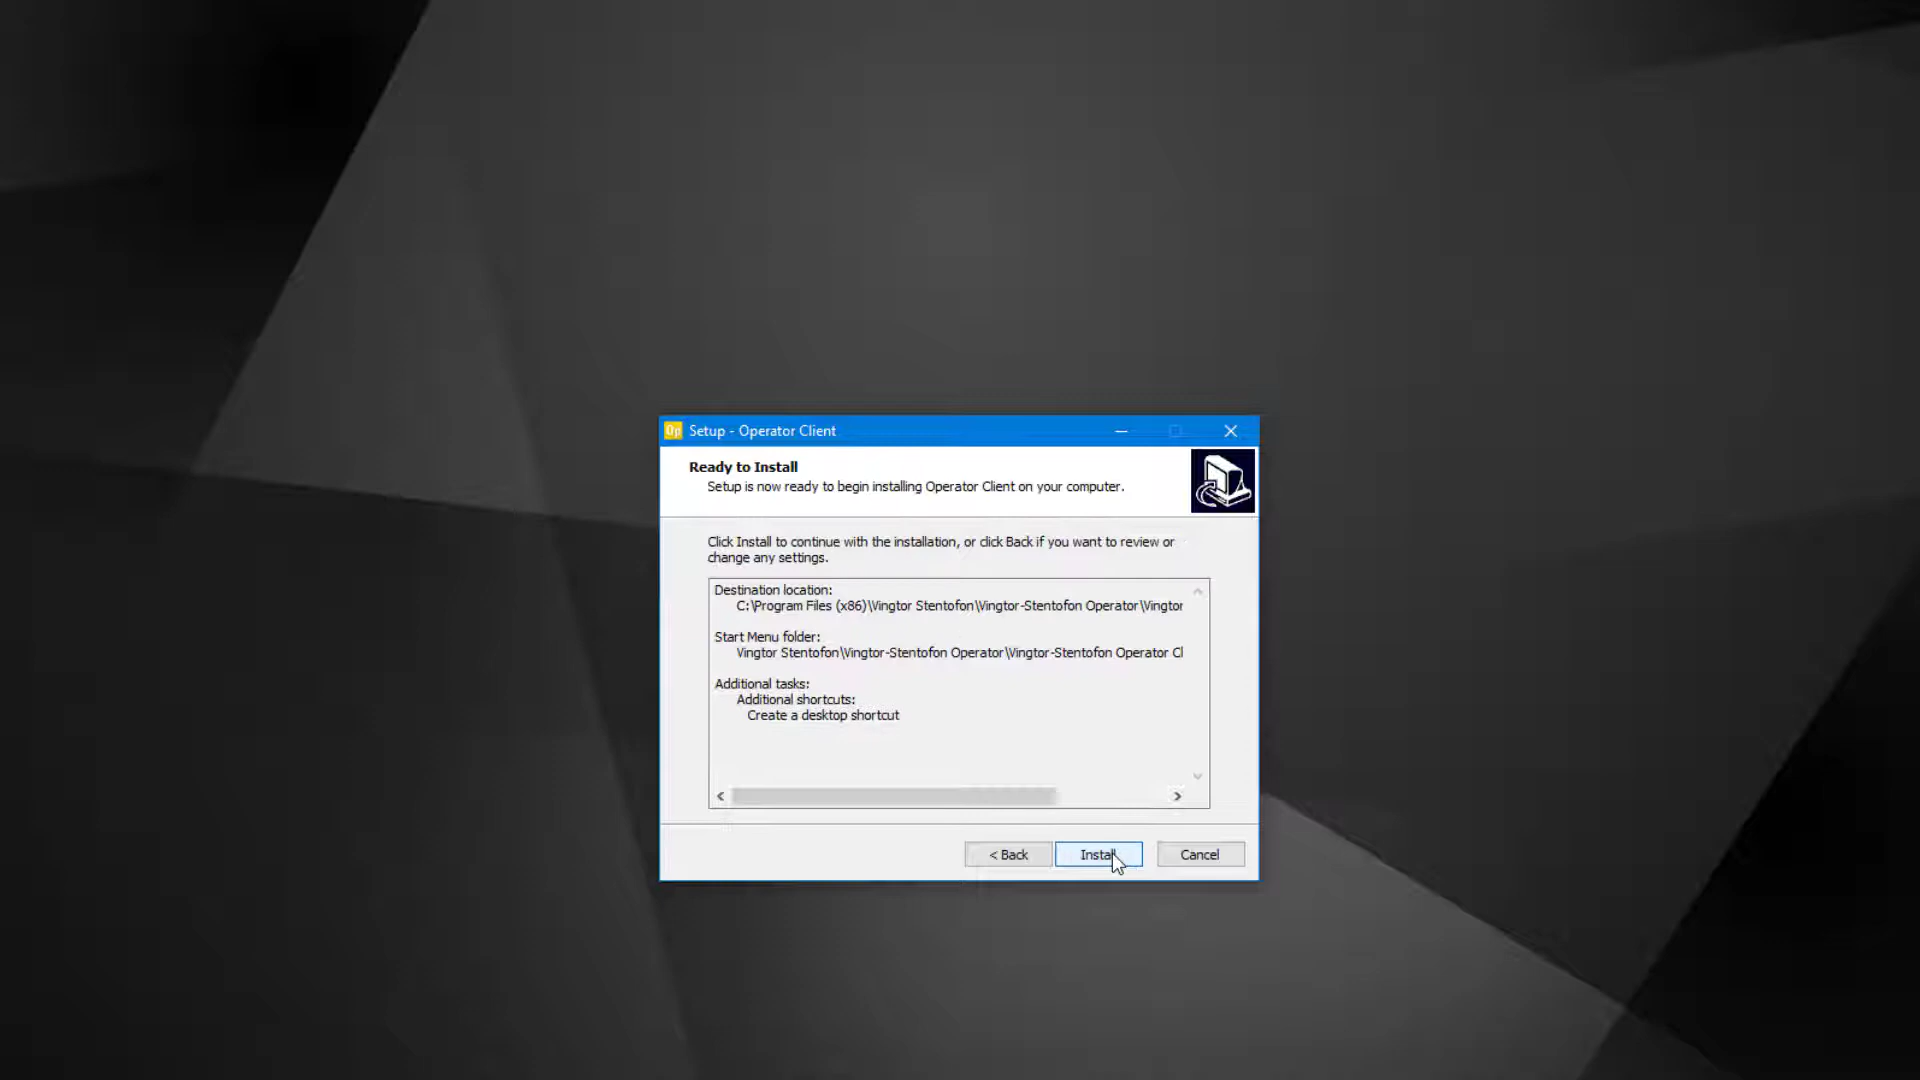 Op Setup - Operator Client
Ready to Install
Setup is now ready to begin installing Operator Client on your computer.
Click Install to continue with the installation, or click Back if you want to review or
change any settings.
Destination location:
C:\Program Files (x86)\Vingtor Stentofon\Vingtor-Stentofon Operator\Vingtor
Start Menu folder:
Vingtor Stentofon\Vingtor-Stentofon Operator\Vingtor-Stentofon Operator Cl
Additional tasks:
Additional shortcuts:
Create a desktop shortcut
< Back Install Cancel